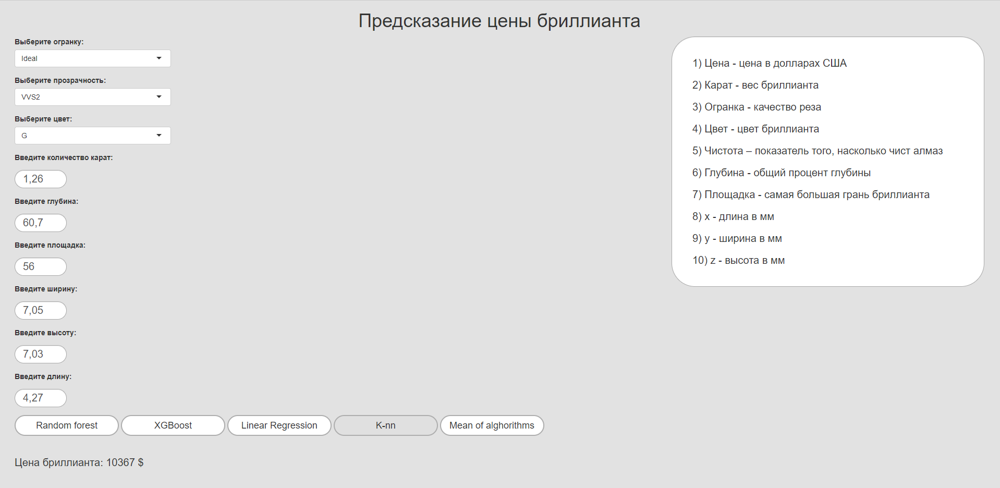 Предсказание цены бриллианта
Выберите огранку:
Ideal
Выберите прозрачность:
VVS2
Выберите цвет:
G
Введите количество карат:
1,26
Введите глубина:
60,7
Введите площадка:
56
Введите ширину:
7,05
Введите высоту:
7,03
Введите длину:
4,27
Random forest
XGBoost
Linear Regression
K-nn
Mean of alghorithms
Цена бриллианта: 10367 $
1) Цена - цена в долларах США
2) Карат - вес бриллианта
3) Огранка - качество реза
4) Цвет - цвет бриллианта
5) Чистота – показатель того, насколько чист алмаз
6) Глубина - общий процент глубины
7) Площадка - самая большая грань бриллианта
8) x - длина в мм
9) y - ширина в мм
10) z - высота в мм